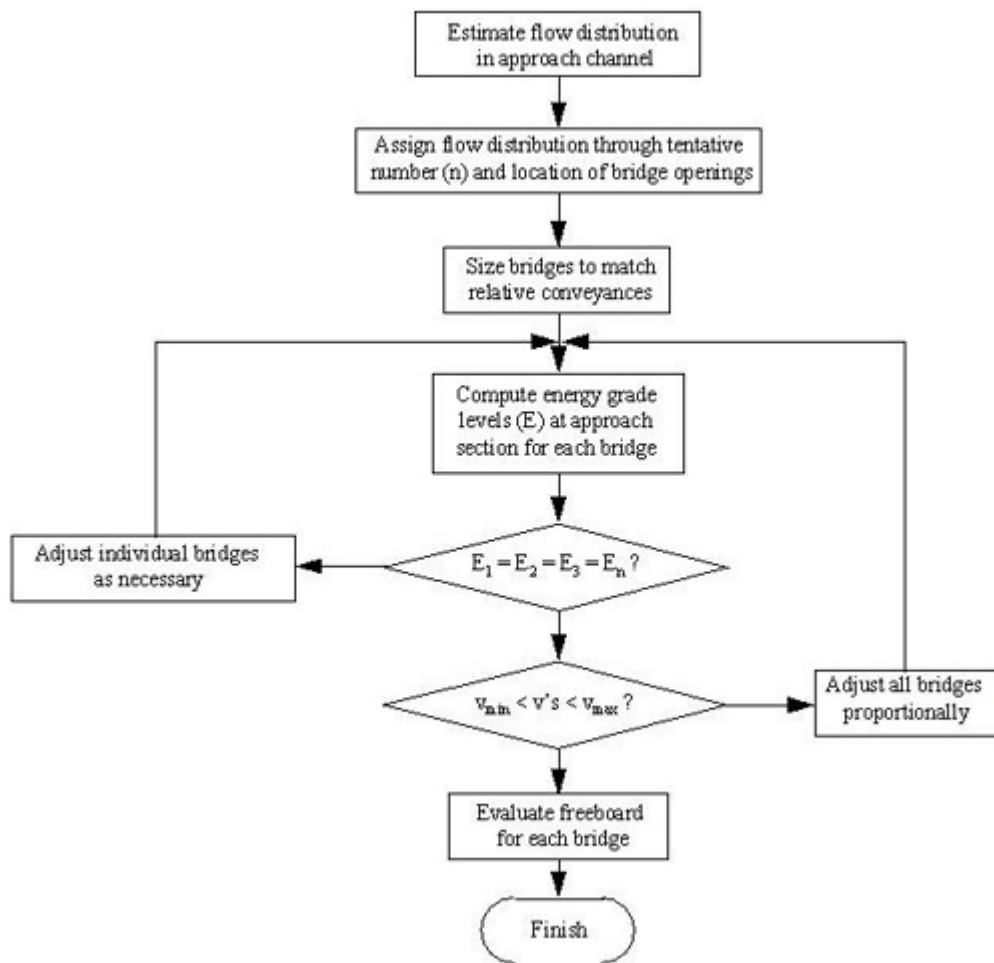 Estimate flow distribution
in approach channel
Assign flow distribution through tentative
number (n) and location of bridge openings
Size bridges to match
relative conveyances
Compute energy grade
levels (E) at approach
section for each bridge
E₁ = E₂ = E₃ = Eₙ ?
Adjust individual bridges
as necessary
vₘᵢₙ < v's < vₘₐₓ ?
Adjust all bridges
proportionally
Evaluate freeboard
for each bridge
Finish